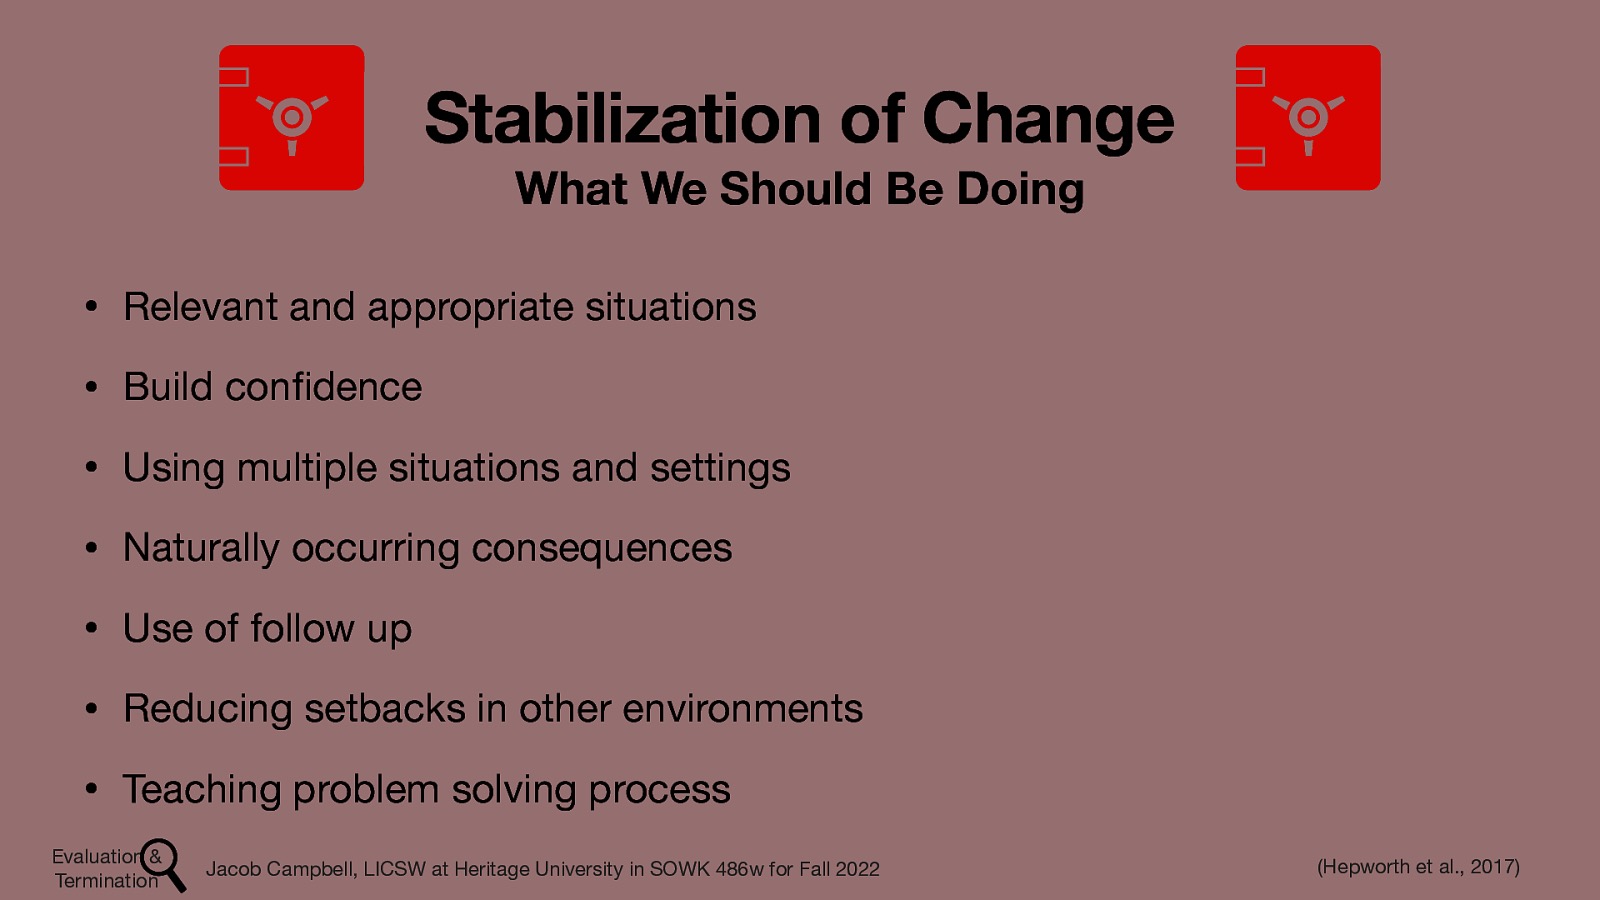 Stabilization of Change
What We Should Be Doing
• Relevant and appropriate situations
• Build confidence
• Using multiple situations and settings
• Naturally occurring consequences
• Use of follow up
• Reducing setbacks in other environments
• Teaching problem solving process
Evaluation &
Termination
Jacob Campbell, LICSW at Heritage University in SOWK 486w for Fall 2022
(Hepworth et al., 2017)